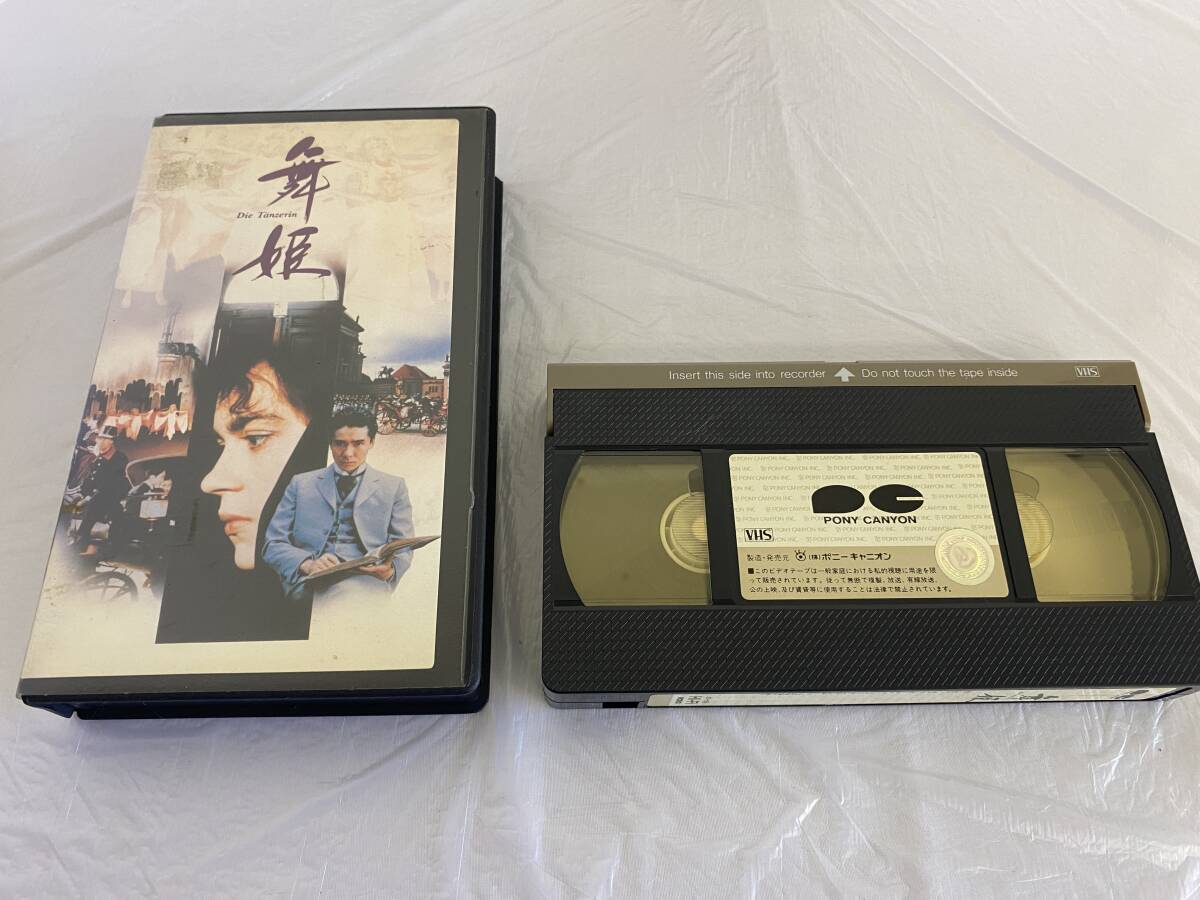 舞姫
Die Tänzerin
Insert this side into recorder Do not touch the tape inside VHS
PONY CANYON
VHS
製造・発売元 (株)ポニーキャニオン
■このビデオテープは一般家庭における私的視聴に用途を限
って販売されています。従って無断で複製、放送、有線放送、
公の上映、及び賃貸等に使用することは法律で禁止されています。